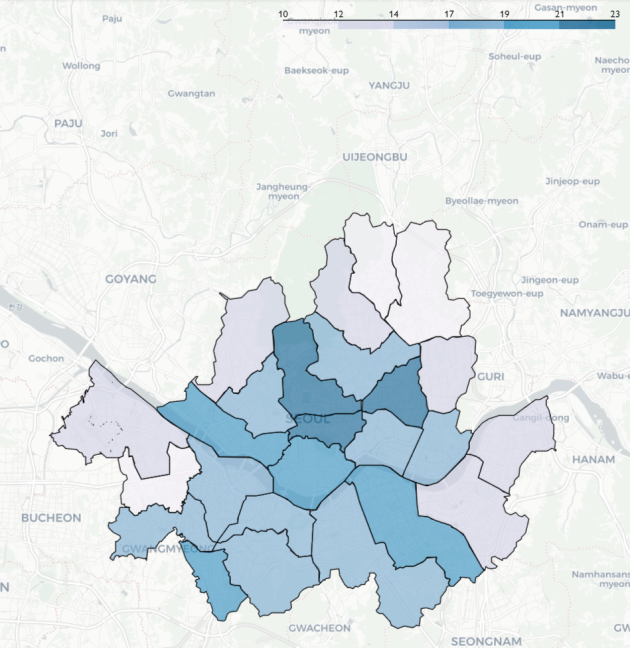 Gasan-myeon
Paju
10 12 14 17 19 21 23
myeon
Soheul-eup
Naecho
myeon
Wollong
Baekseok-eup
YANGJU
Gwangtan
PAJU
Jori
UIJEONGBU
Jangheung-
myeon
Jinjeop-eup
Byeollae-myeon
Onam-eup
GOYANG
Jingeon-eup
Toegyewon-eup
NAMYANGJU
Gochon
GURI
Wabu-e
SEOUL
Gangil-dong
HANAM
BUCHEON
GWANGMYEONG
Namhansans
myeon
N
GWACHEON
GW
SEONGNAM